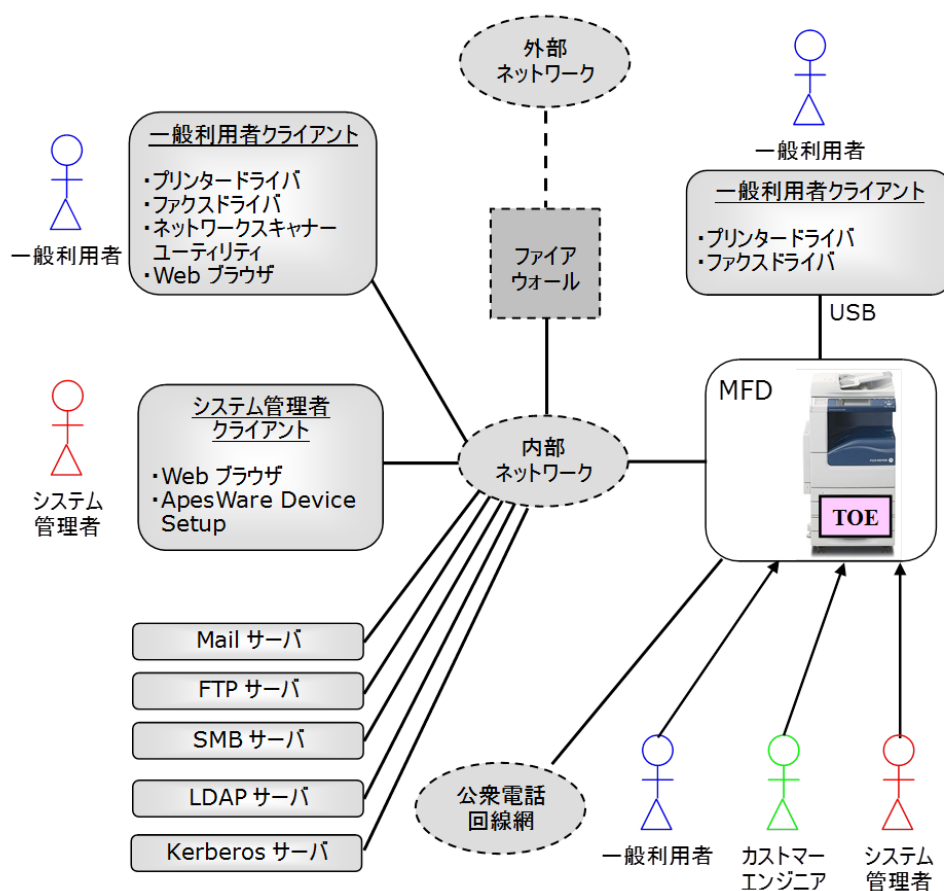 外部
ネットワーク
一般利用者
一般利用者クライアント
・プリンタードライバ
・ファクスドライバ
・ネットワークスキャナー
ユーティリティ
・Web ブラウザ
一般利用者
一般利用者クライアント
・プリンタードライバ
・ファクスドライバ
ファイア
ウォール
USB
MFD
TOE
システム管理者
クライアント
・Web ブラウザ
・ApesWare Device
Setup
システム
管理者
内部
ネットワーク
Mail サーバ
FTP サーバ
SMB サーバ
LDAP サーバ
Kerberos サーバ
公衆電話
回線網
一般利用者
カストマー
エンジニア
システム
管理者